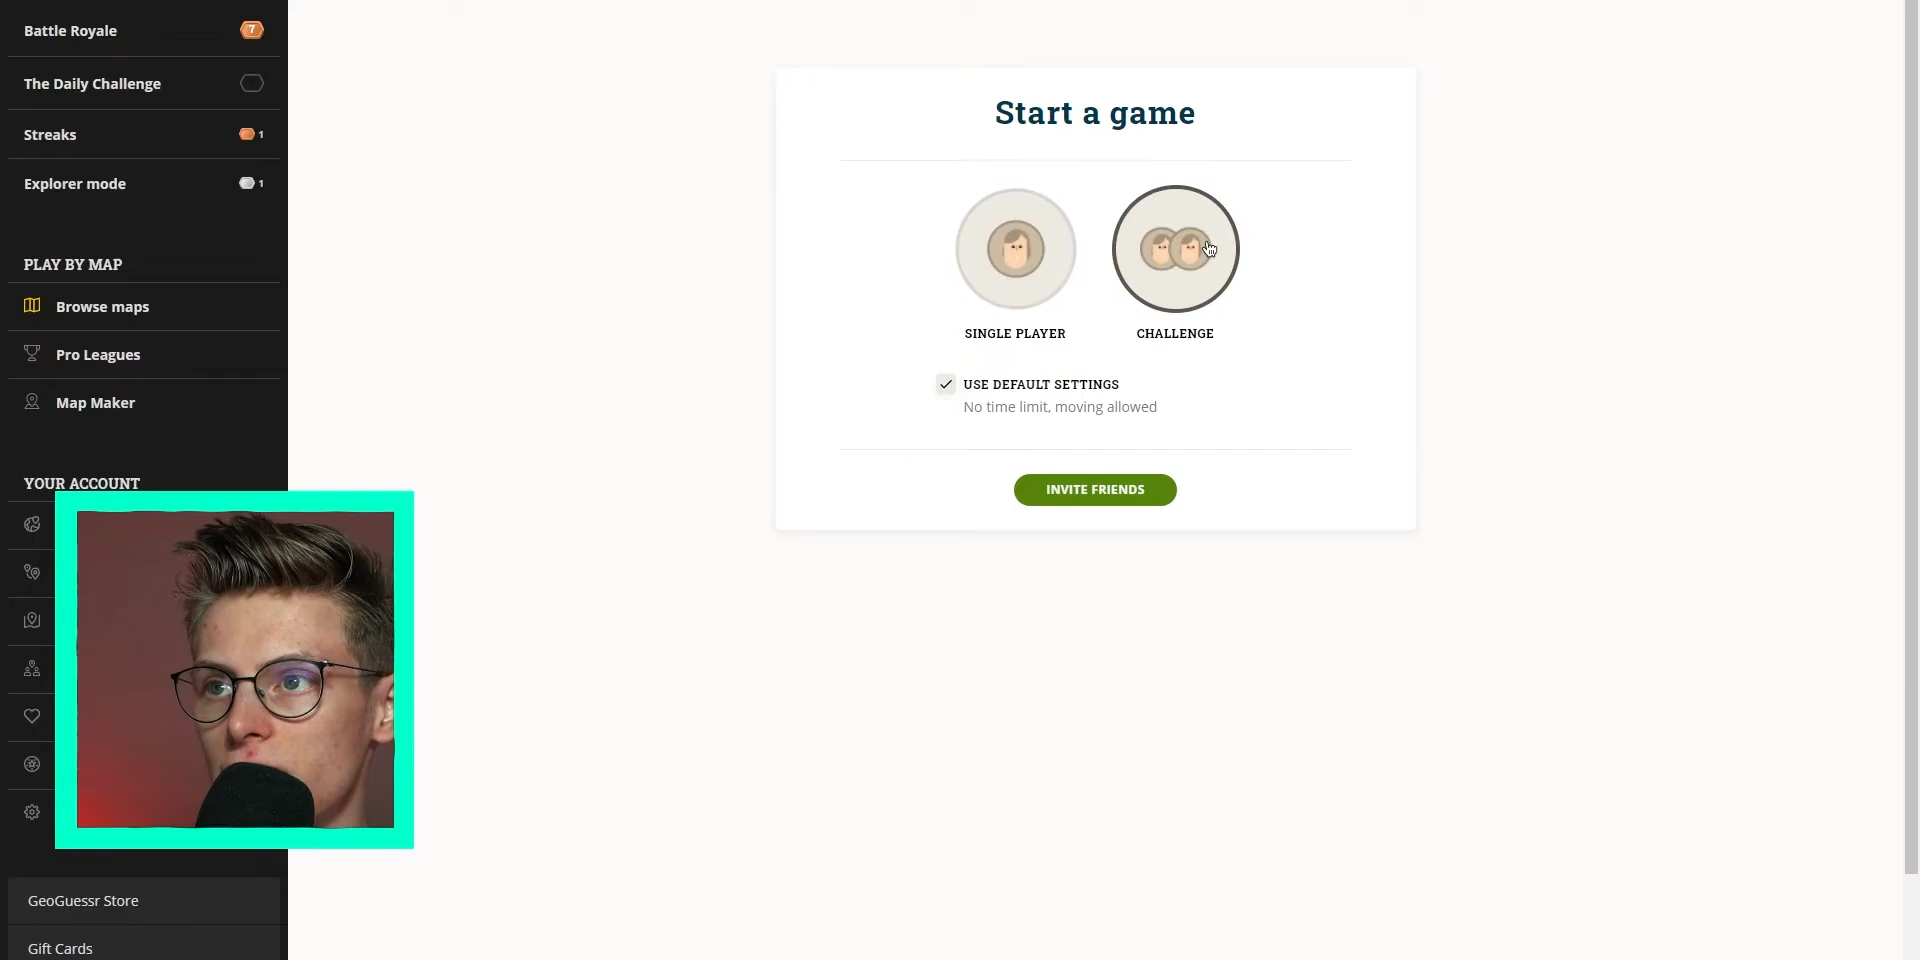 Battle Royale
7
The Daily Challenge
Streaks
1
Explorer mode
1
PLAY BY MAP
Browse maps
Pro Leagues
Map Maker
YOUR ACCOUNT
GeoGuessr Store
Gift Cards
Start a game
SINGLE PLAYER
CHALLENGE
USE DEFAULT SETTINGS
No time limit, moving allowed
INVITE FRIENDS